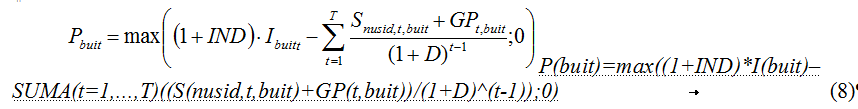 P_buit = max((1 + IND) · I_buitt − ∑_{t=1}^{T} (S_nusid,t,buit + GP_t,buit)/(1 + D)^{t−1};0) P(buit)=max((1+IND)*I(buit)–
SUMA(t=1,…,T)((S(nusid,t,buit)+GP(t,buit))/(1+D)^(t-1));0) → (8)